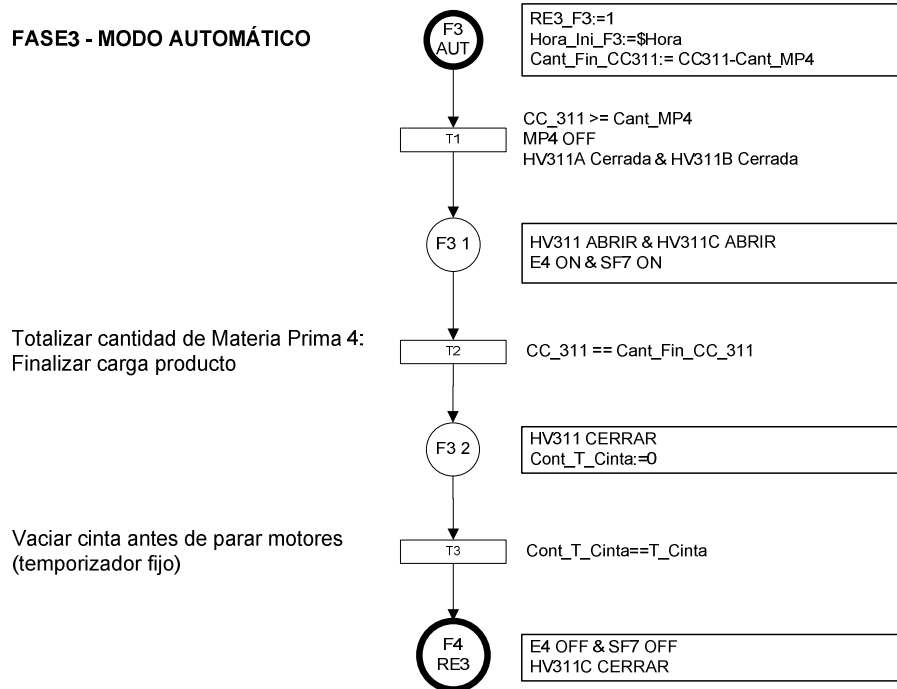 FASE3 - MODO AUTOMÁTICO
F3
AUT
RE3_F3:=1
Hora_Ini_F3:=$Hora
Cant_Fin_CC311:= CC311-Cant_MP4
T1
CC_311 >= Cant_MP4
MP4 OFF
HV311A Cerrada & HV311B Cerrada
F3 1
HV311 ABRIR & HV311C ABRIR
E4 ON & SF7 ON
Totalizar cantidad de Materia Prima 4:
Finalizar carga producto
T2
CC_311 == Cant_Fin_CC_311
F3 2
HV311 CERRAR
Cont_T_Cinta:=0
Vaciar cinta antes de parar motores
(temporizador fijo)
T3
Cont_T_Cinta==T_Cinta
F4
RE3
E4 OFF & SF7 OFF
HV311C CERRAR